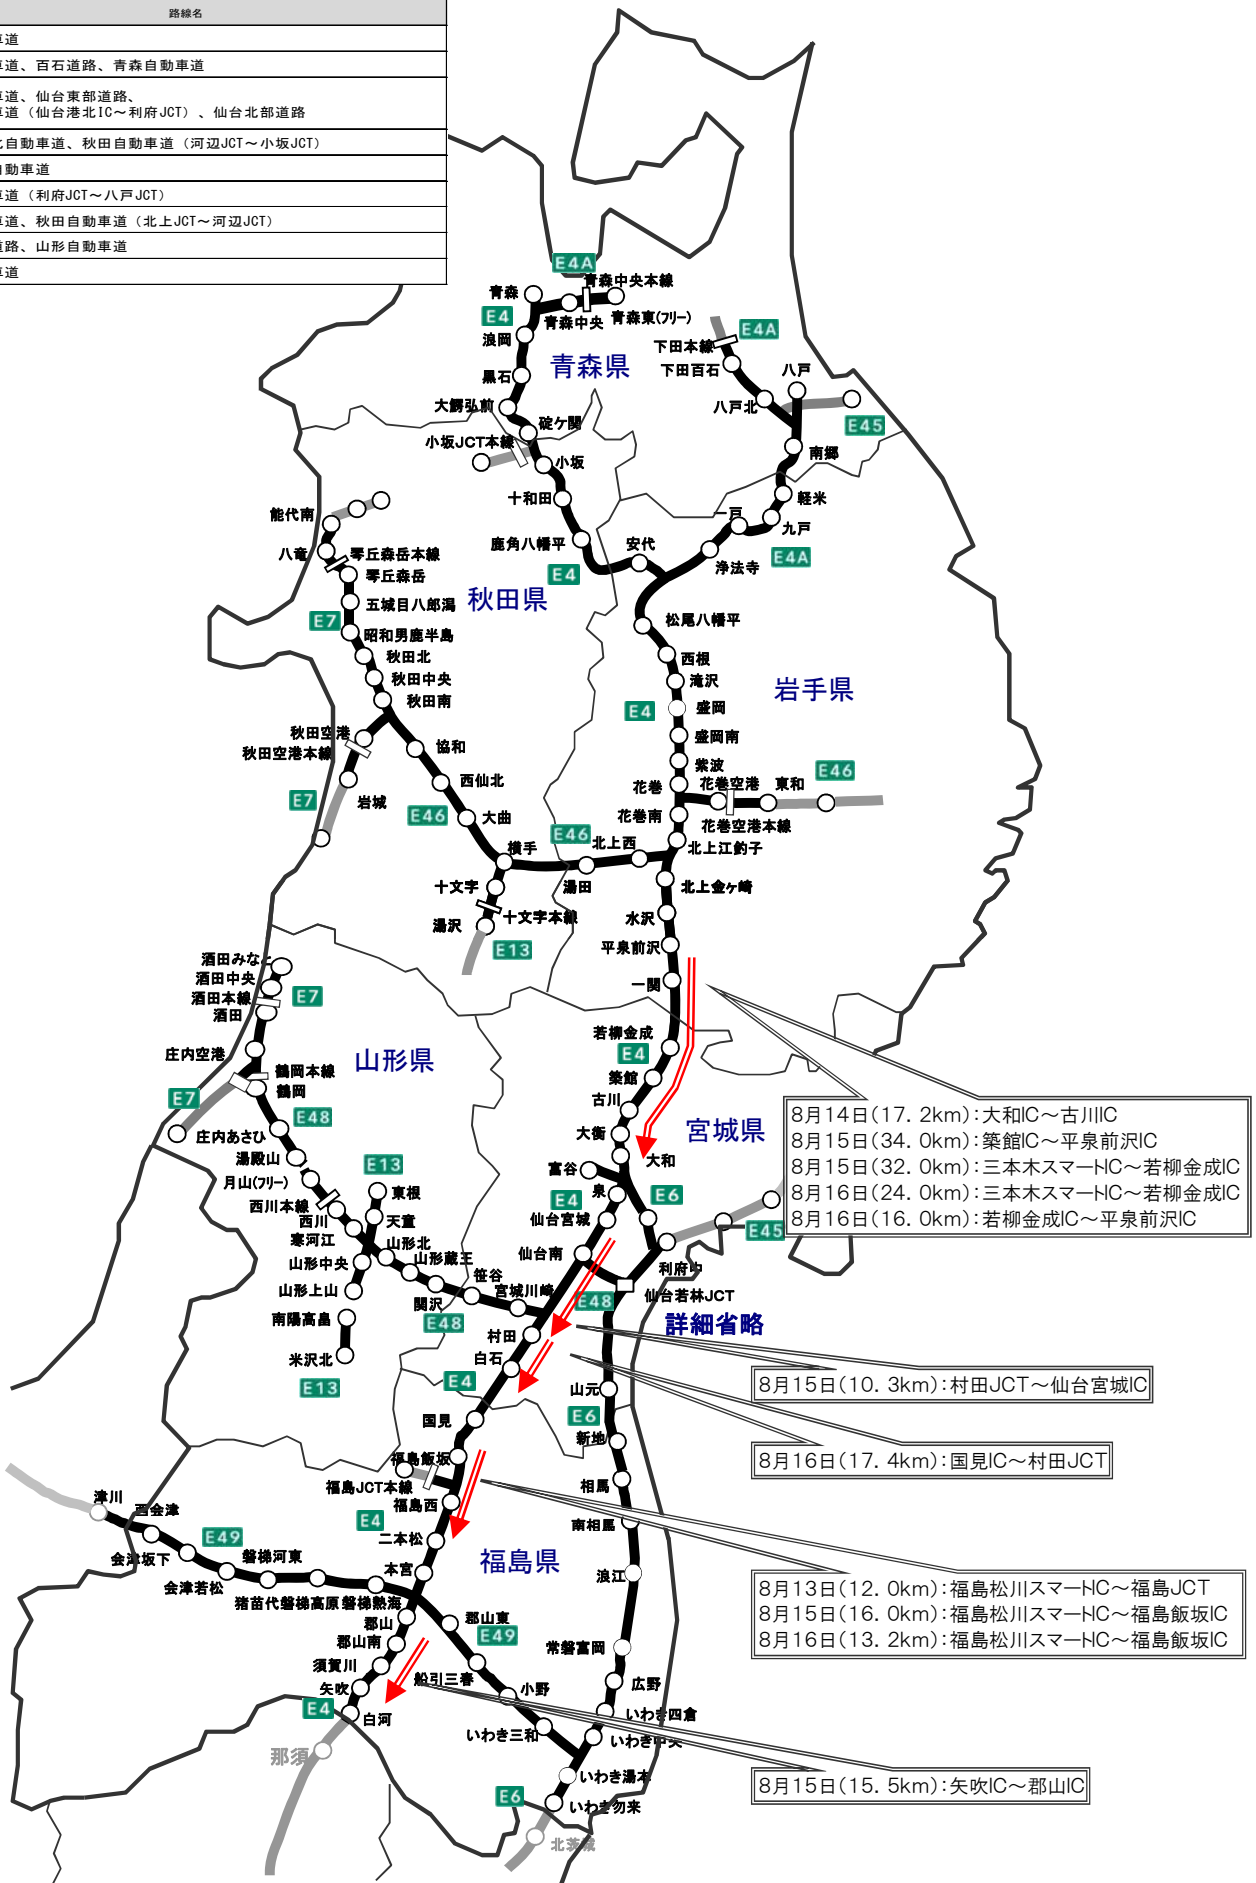 路線名
道
道、百石道路、青森自動車道
道、仙台東部道路、
道（仙台港北IC～利府JCT）、仙台北部道路
自動車道、秋田自動車道（河辺JCT～小坂JCT）
動車道
道（利府JCT～八戸JCT）
道、秋田自動車道（北上JCT～河辺JCT）
路、山形自動車道
道
E4A
青森中央本線
青森
E4
青森中央
青森東(フリー)
浪岡
E4A
下田本線
青森県
下田百石
八戸
黒石
大鰐弘前
八戸北
碇ケ関
E45
小坂JCT本線
南郷
小坂
十和田
軽米
能代南
一戸
九戸
鹿角八幡平
安代
八竜
琴丘森岳本線
浄法寺
E4A
琴丘森岳
E4
秋田県
五城目八郎潟
E7
松尾八幡平
昭和男鹿半島
秋田北
西根
秋田中央
滝沢
岩手県
秋田南
E4
盛岡
秋田空港
盛岡南
秋田空港本線
協和
紫波
西仙北
花巻
花巻空港
東和
E46
E7
岩城
E46
大曲
花巻南
花巻空港本線
E46
北上西
横手
北上江釣子
十文字
湯田
北上金ヶ崎
湯沢
十文字本線
水沢
E13
平泉前沢
酒田みなと
酒田中央
一関
酒田本線
E7
酒田
若柳金成
庄内空港
E4
山形県
鶴岡本線
築館
鶴岡
E7
古川
E48
宮城県
8月14日(17.2km):大和IC～古川IC
8月15日(34.0km):築館IC～平泉前沢IC
8月15日(32.0km):三本木スマートIC～若柳金成IC
8月16日(24.0km):三本木スマートIC～若柳金成IC
8月16日(16.0km):若柳金成IC～平泉前沢IC
庄内あさひ
大衡
湯殿山
大和
E13
富谷
月山(フリー)
東根
泉
E6
西川本線
E4
西川
天童
仙台宮城
E45
寒河江
山形北
山形中央
山形蔵王
仙台南
利府中
笹谷
山形上山
宮城川崎
仙台若林JCT
関沢
E48
南陽高畠
E48
詳細省略
村田
米沢北
白石
E13
E4
山元
8月15日(10.3km):村田JCT～仙台宮城IC
国見
E6
新地
福島飯坂
8月16日(17.4km):国見IC～村田JCT
福島JCT本線
相馬
津川
福島西
西会津
E4
南相馬
E49
二本松
会津坂下
磐梯河東
福島県
本宮
浪江
会津若松
8月13日(12.0km):福島松川スマートIC～福島JCT
8月15日(16.0km):福島松川スマートIC～福島飯坂IC
8月16日(13.2km):福島松川スマートIC～福島飯坂IC
猪苗代磐梯高原
磐梯熱海
郡山
郡山東
郡山南
E49
常磐富岡
須賀川
船引三春
広野
矢吹
小野
E4
白河
いわき四倉
いわき三和
いわき中央
那須
いわき湯本
8月15日(15.5km):矢吹IC～郡山IC
E6
いわき勿来
北茨城